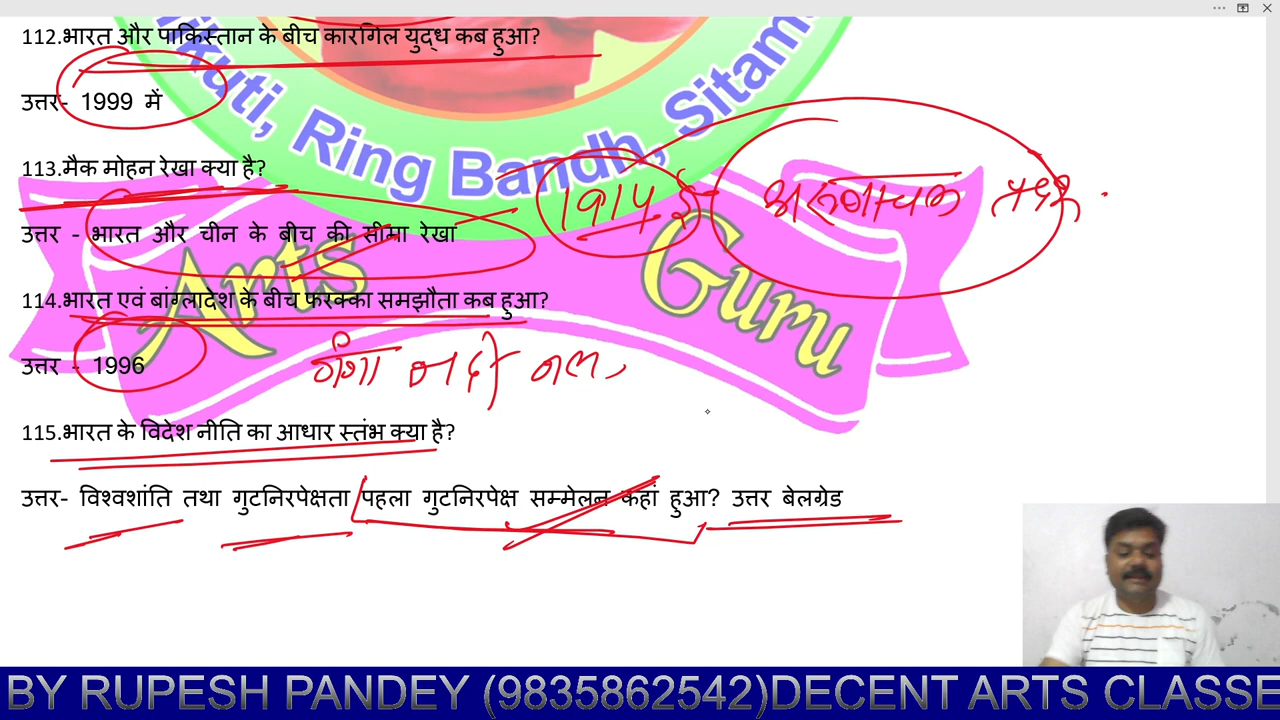 112.भारत और पाकिस्तान के बीच कारगिल युद्ध कब हुआ?
उत्तर- 1999 में
113.मैक मोहन रेखा क्या है?
उत्तर - भारत और चीन के बीच की सीमा रेखा
1914 ई
114.भारत एवं बांग्लादेश के बीच फरक्का समझौता कब हुआ?
उत्तर - 1996
गंगा नदी जल
115.भारत के विदेश नीति का आधार स्तंभ क्या है?
उत्तर- विश्वशांति तथा गुटनिरपेक्षता पहला गुटनिरपेक्ष सम्मेलन कहां हुआ? उत्तर बेलग्रेड
Ring Bandh, Sitam
Arts Guru
BY RUPESH PANDEY (9835862542)DECENT ARTS CLASSE